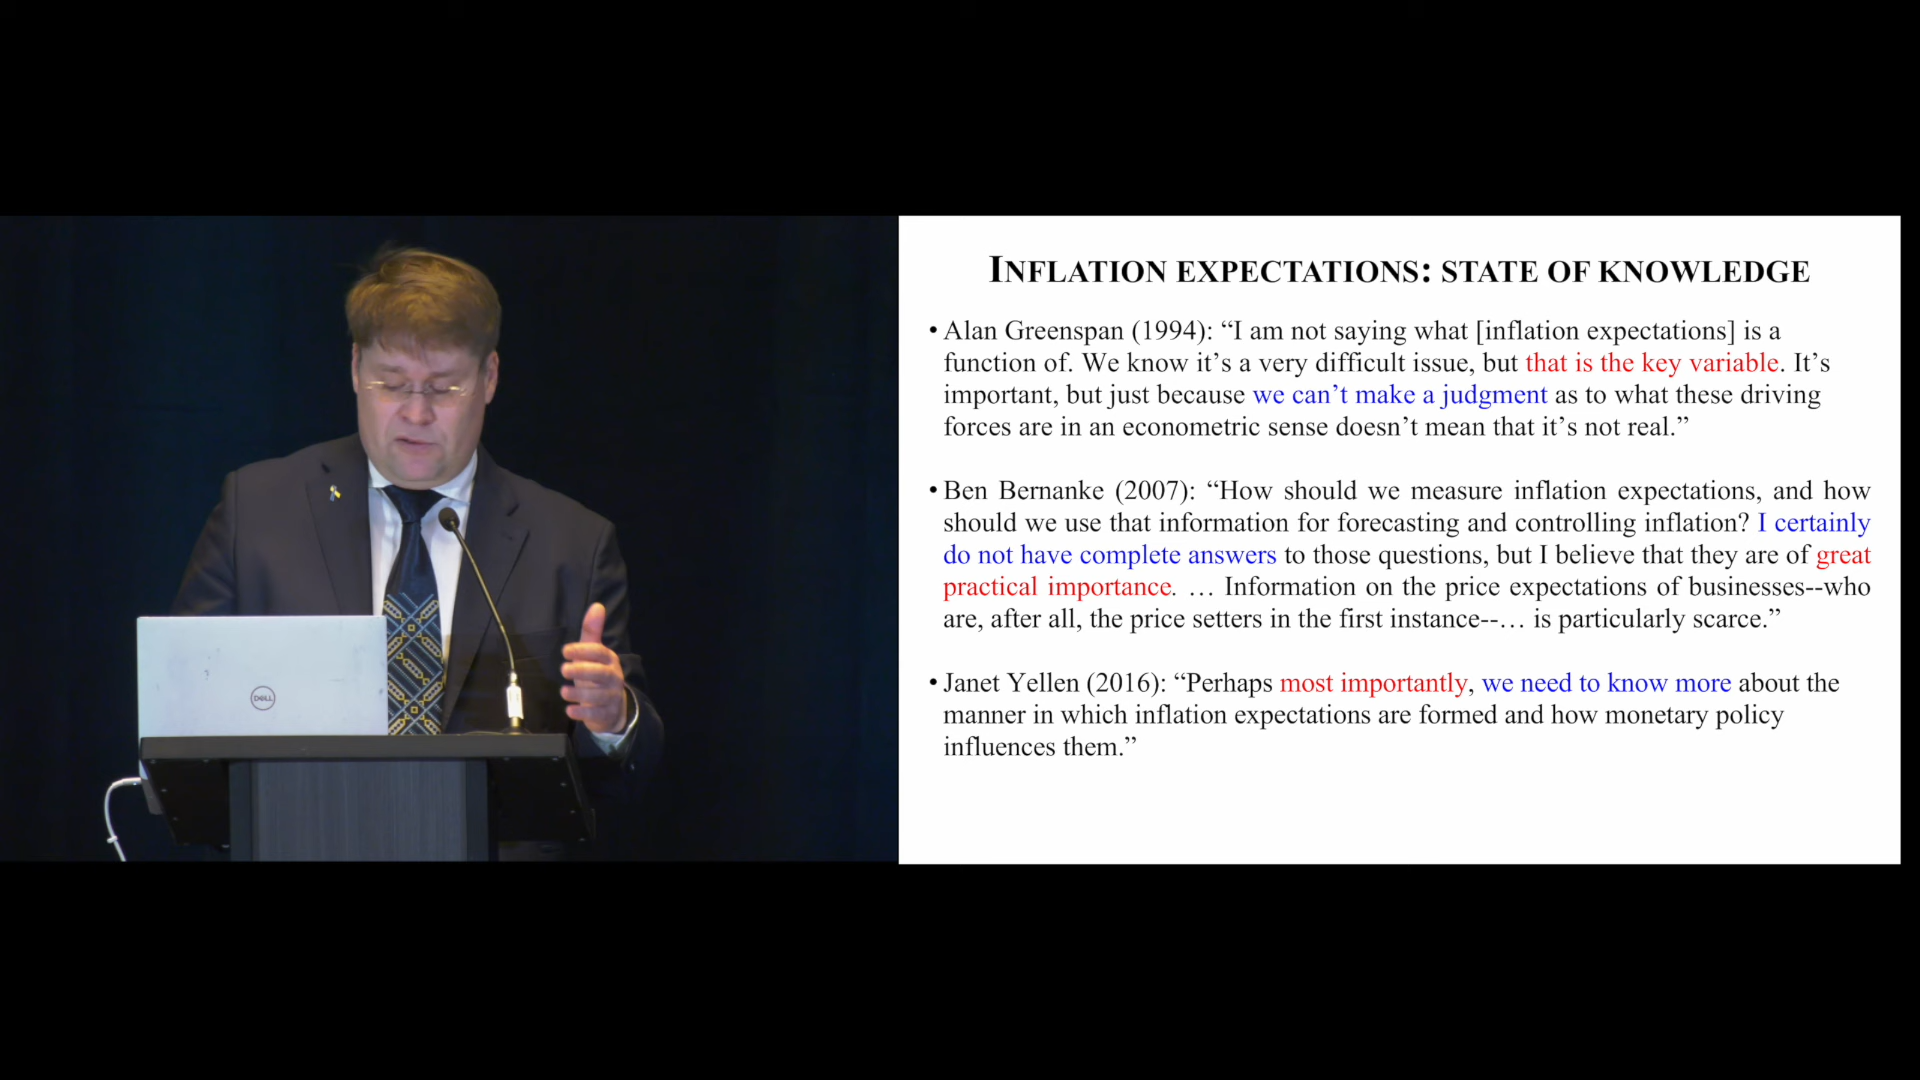 INFLATION EXPECTATIONS: STATE OF KNOWLEDGE
• Alan Greenspan (1994): “I am not saying what [inflation expectations] is a
function of. We know it’s a very difficult issue, but that is the key variable. It’s
important, but just because we can’t make a judgment as to what these driving
forces are in an econometric sense doesn’t mean that it’s not real.”
• Ben Bernanke (2007): “How should we measure inflation expectations, and how
should we use that information for forecasting and controlling inflation? I certainly
do not have complete answers to those questions, but I believe that they are of great
practical importance. … Information on the price expectations of businesses--who
are, after all, the price setters in the first instance--… is particularly scarce.”
• Janet Yellen (2016): “Perhaps most importantly, we need to know more about the
manner in which inflation expectations are formed and how monetary policy
influences them.”
DELL